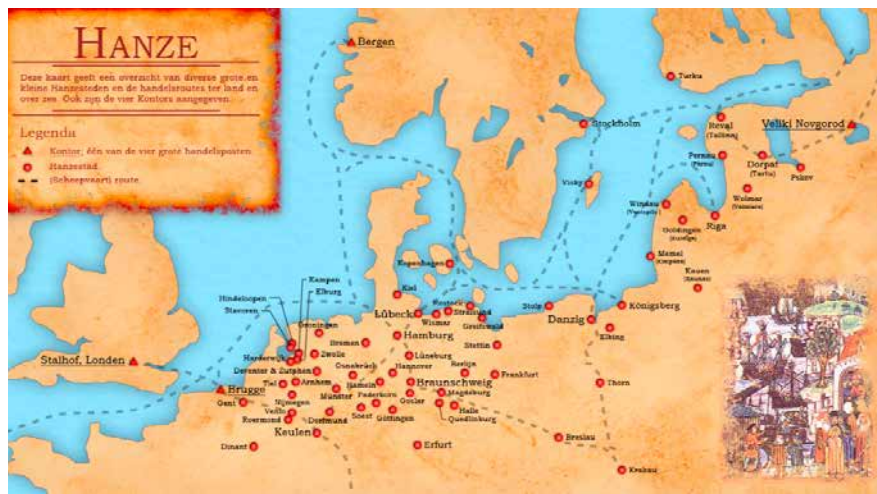 HANZE
Deze kaart geeft een overzicht van diverse grote en
kleine Hanzesteden en de handelsroutes ter land en
over zee. Ook zijn de vier Kontors aangegeven.
Legenda
Kontor; één van de vier grote handelsposten
Hanzestad
(Scheepvaart) route
Bergen
Turku
Stockholm
Reval
(Tallinn)
Veliki Novgorod
Pernau
Dorpat
(Tartu)
Pskov
Visby
Wolmar
Windau
Goldingen
Riga
Memel
Kauen
Kopenhagen
Kampen
Elburg
Kiel
Hindeloopen
Stavoren
Rostock
Stralsund
Stolp
Königsberg
Lübeck
Wismar
Greifswald
Danzig
Groningen
Elbing
Hamburg
Bremen
Stettin
Stalhof, Londen
Harderwijk
Zwolle
Lüneburg
Deventer & Zutphen
Osnabrück
Hannover
Berlijn
Frankfurt
Tiel
Arnhem
Hameln
Braunschweig
Thorn
Brugge
Münster
Paderborn
Magdeburg
Gent
Nijmegen
Goslar
Halle
Venlo
Soest
Göttingen
Quedlinburg
Roermond
Dortmund
Keulen
Dinant
Erfurt
Breslau
Krakau